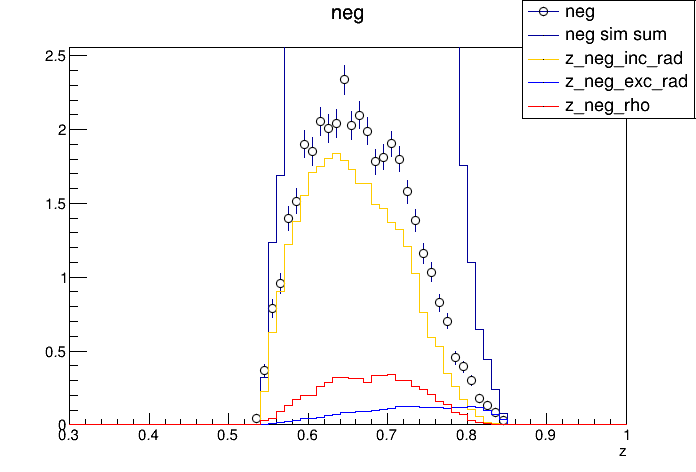 neg
neg
neg sim sum
z_neg_inc_rad
z_neg_exc_rad
z_neg_rho
2.5
2
1.5
1
0.5
0
0.3
0.4
0.5
0.6
0.7
0.8
0.9
1
z